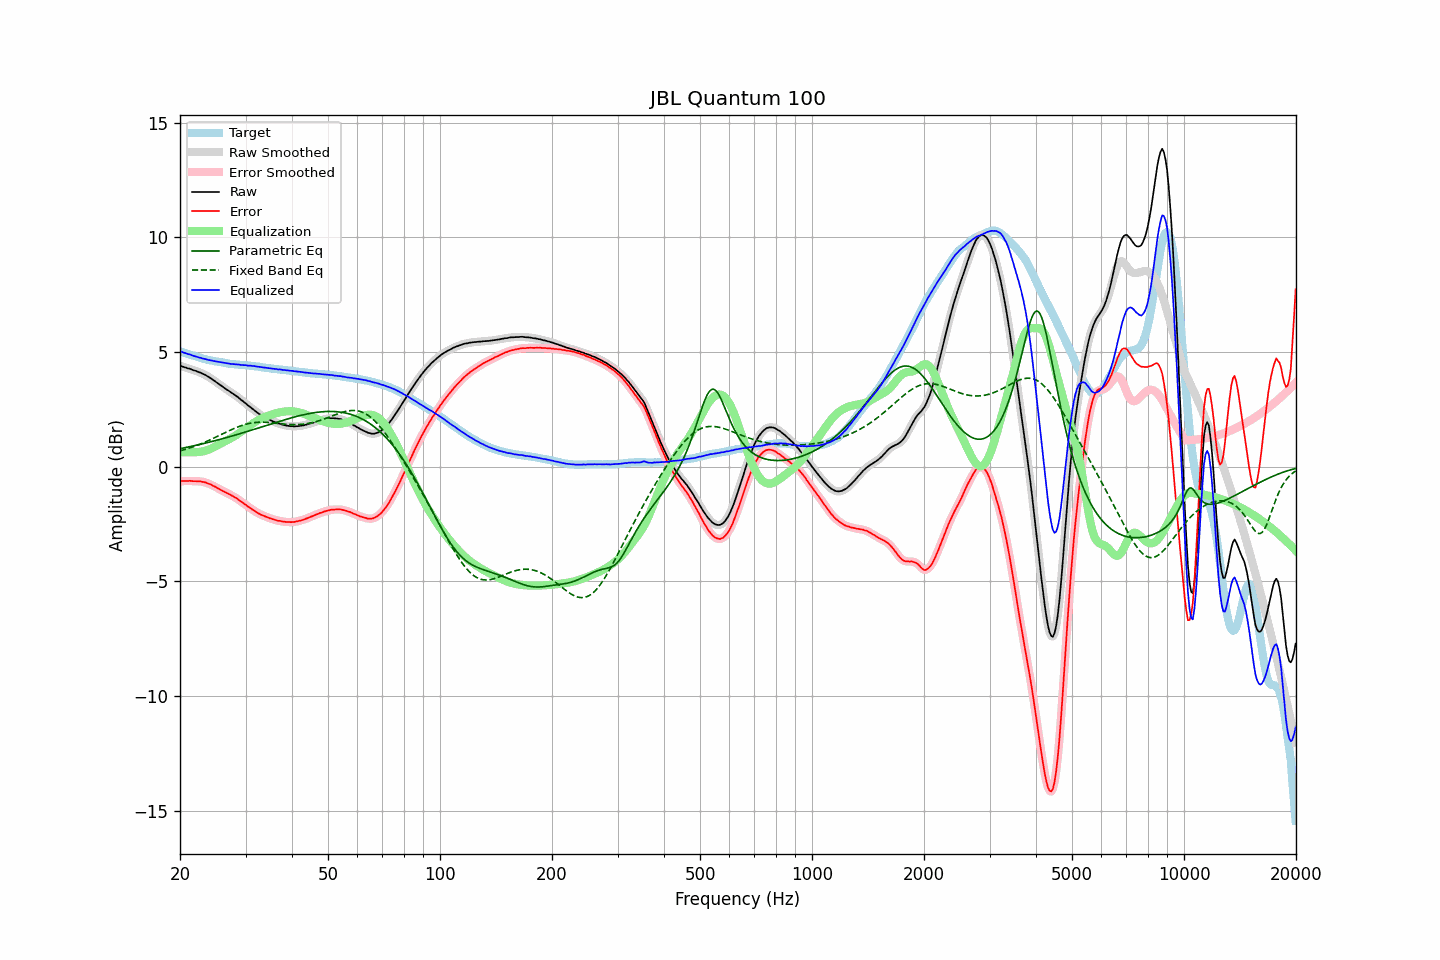 JBL Quantum 100
Target
Raw Smoothed
Error Smoothed
Raw
Error
Equalization
Parametric Eq
Fixed Band Eq
Equalized
Amplitude (dBr)
15
10
5
0
−5
−10
−15
20 50 100 200 500 1000 2000 5000 10000 20000
Frequency (Hz)